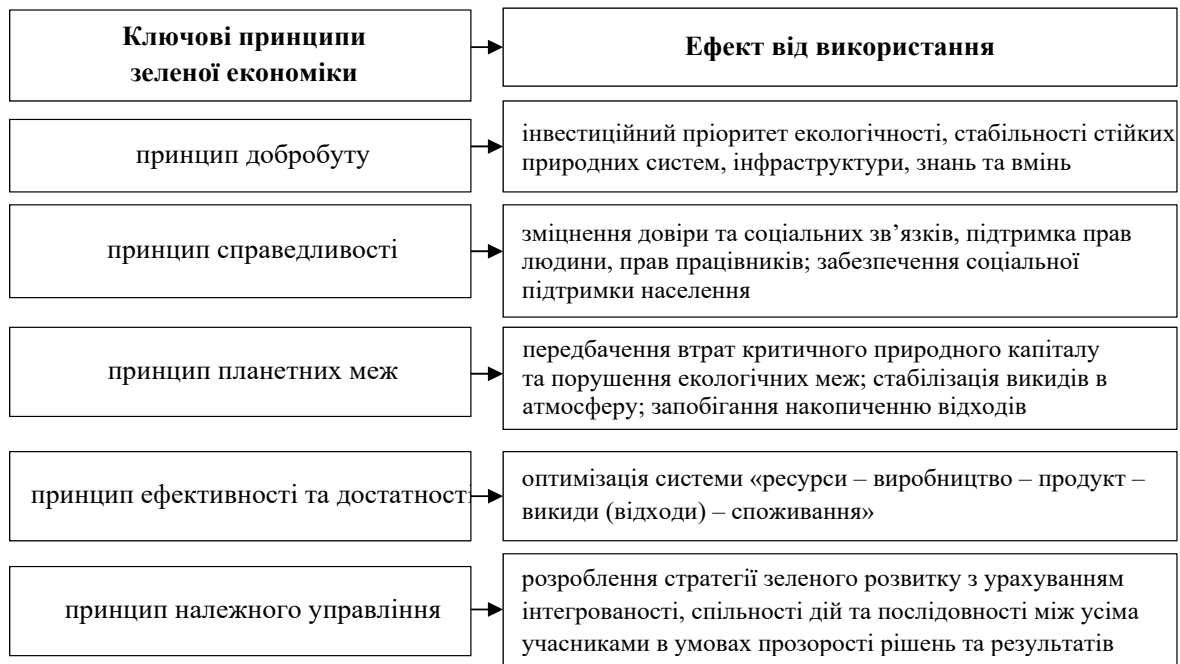 Ключові принципи
зеленої економіки
Ефект від використання
принцип добробуту
інвестиційний пріоритет екологічності, стабільності стійких
природних систем, інфраструктури, знань та вмінь
принцип справедливості
зміцнення довіри та соціальних зв’язків, підтримка прав
людини, прав працівників; забезпечення соціальної
підтримки населення
принцип планетних меж
передбачення втрат критичного природного капіталу
та порушення екологічних меж; стабілізація викидів в
атмосферу; запобігання накопиченню відходів
принцип ефективності та достатності
оптимізація системи «ресурси – виробництво – продукт –
викиди (відходи) – споживання»
принцип належного управління
розроблення стратегії зеленого розвитку з урахуванням
інтегрованості, спільності дій та послідовності між усіма
учасниками в умовах прозорості рішень та результатів